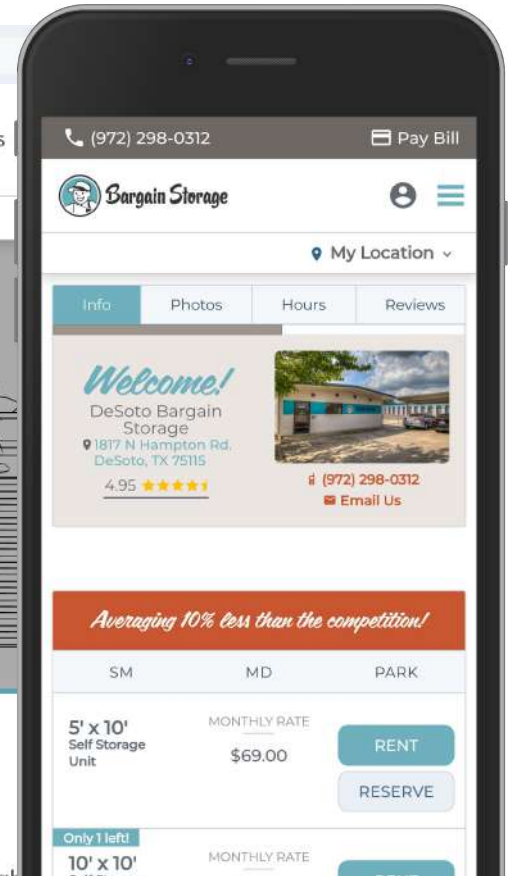 (972) 298-0312 Pay Bill
Bargain Storage
My Location
Info Photos Hours Reviews
Welcome!
DeSoto Bargain
Storage
1817 N Hampton Rd.
DeSoto, TX 75115
4.95
(972) 298-0312
Email Us
Averaging 10% less than the competition!
SM MD PARK
5' x 10'
Self Storage
Unit
MONTHLY RATE
$69.00
RENT
RESERVE
Only 1 left!
10' x 10'
MONTHLY RATE